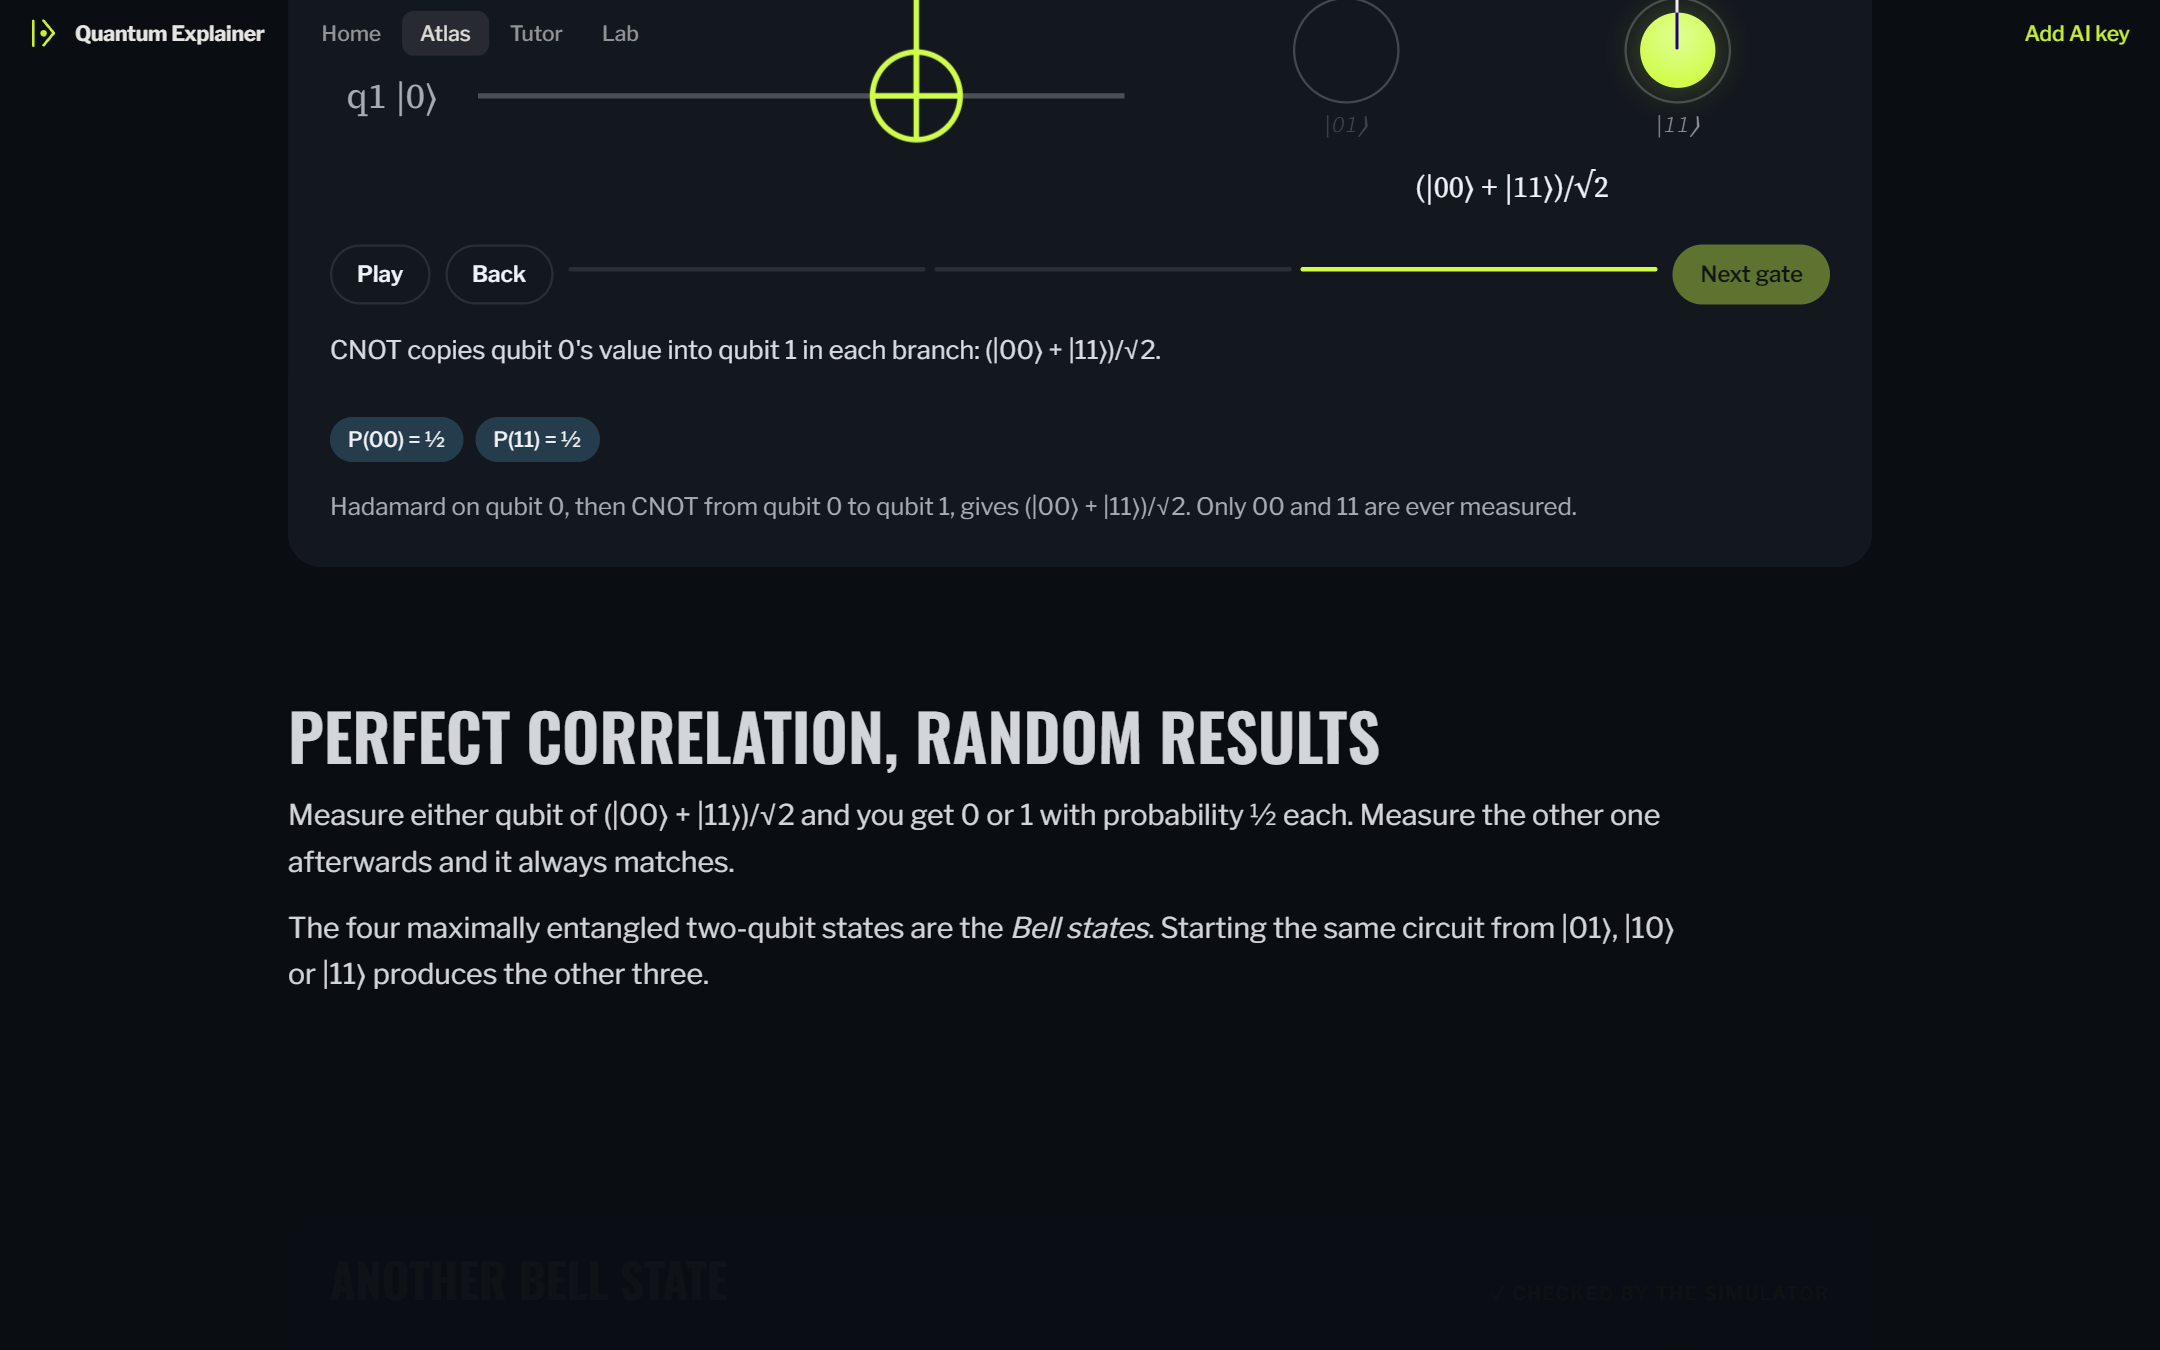 Quantum Explainer
Home Atlas Tutor Lab
Add AI key
q1 |0⟩
|01⟩ |11⟩
(|00⟩ + |11⟩)/√2
Play Back Next gate
CNOT copies qubit 0's value into qubit 1 in each branch: (|00⟩ + |11⟩)/√2.
P(00) = ½ P(11) = ½
Hadamard on qubit 0, then CNOT from qubit 0 to qubit 1, gives (|00⟩ + |11⟩)/√2. Only 00 and 11 are ever measured.
PERFECT CORRELATION, RANDOM RESULTS
Measure either qubit of (|00⟩ + |11⟩)/√2 and you get 0 or 1 with probability ½ each. Measure the other one
afterwards and it always matches.
The four maximally entangled two-qubit states are the Bell states. Starting the same circuit from |01⟩, |10⟩
or |11⟩ produces the other three.
ANOTHER BELL STATE
✓ CHECKED BY THE SIMULATOR